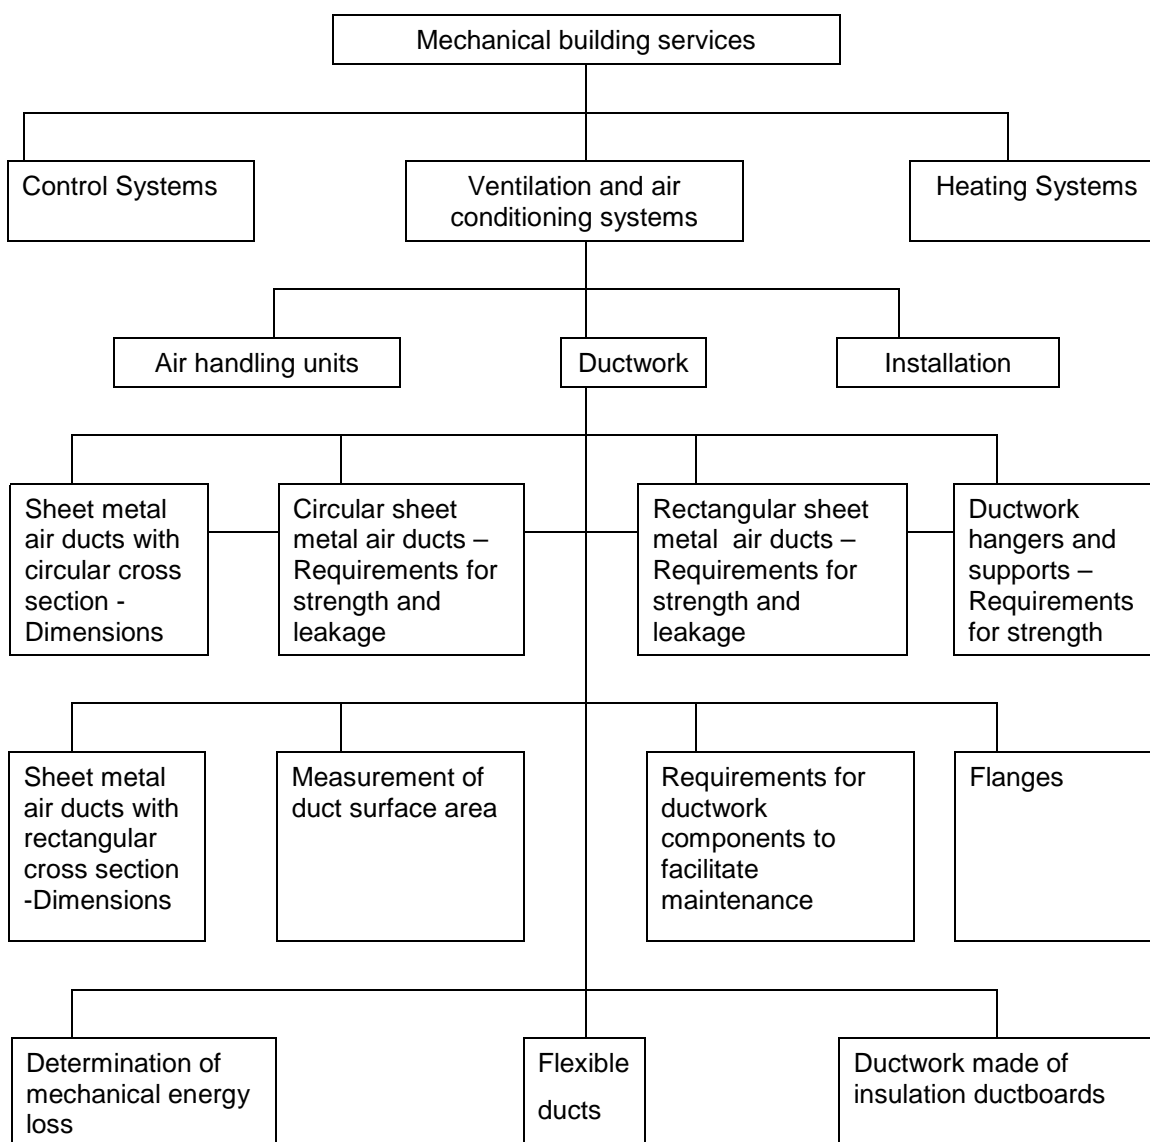 Mechanical building services
Control Systems
Ventilation and air
conditioning systems
Heating Systems
Air handling units
Ductwork
Installation
Sheet metal
air ducts with
circular cross
section -
Dimensions
Circular sheet
metal air ducts –
Requirements for
strength and
leakage
Rectangular sheet
metal  air ducts –
Requirements for
strength and
leakage
Ductwork
hangers and
supports –
Requirements
for strength
Sheet metal
air ducts with
rectangular
cross section
-Dimensions
Measurement of
duct surface area
Requirements for
ductwork
components to
facilitate
maintenance
Flanges
Determination of
mechanical energy
loss
Flexible
ducts
Ductwork made of
insulation ductboards